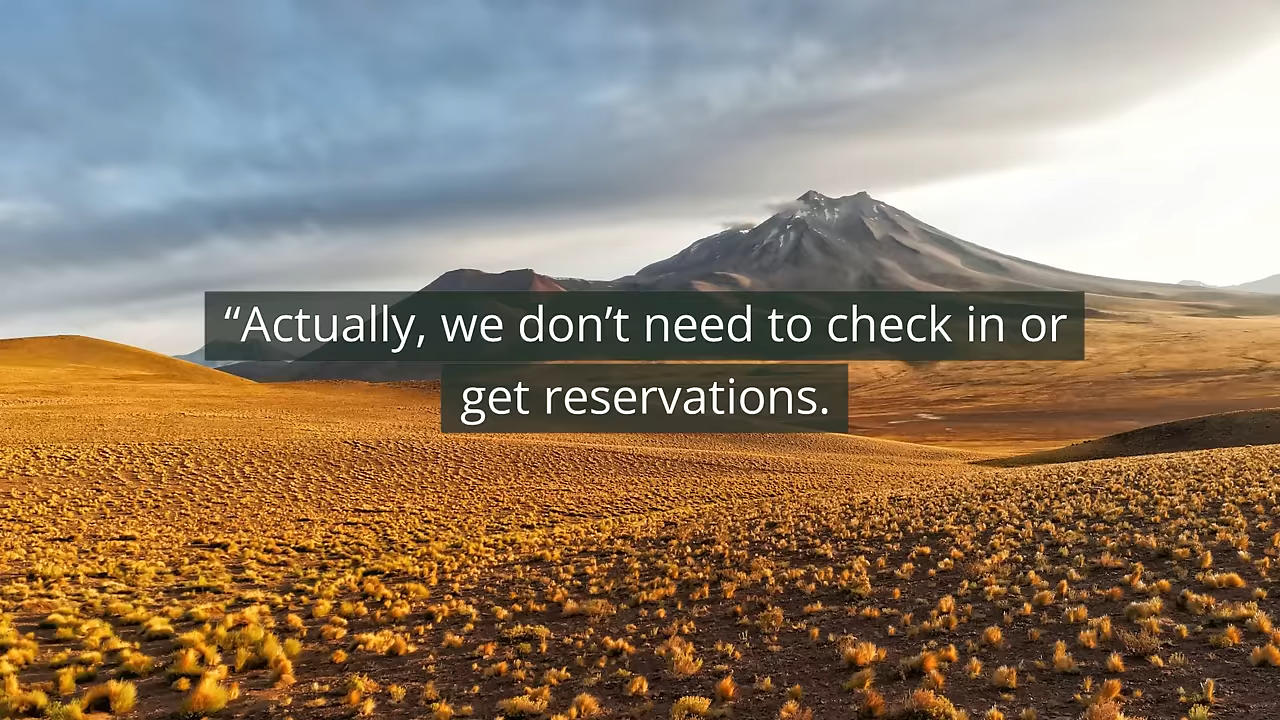 “Actually, we don’t need to check in or
get reservations.